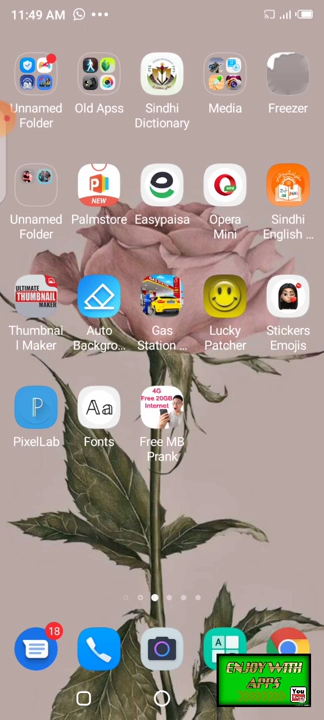 11:49 AM
Unnamed Folder
Old Apss
Sindhi Dictionary
Media
Freezer
NEW
Unnamed Folder
Palmstore
Easypaisa
Opera Mini
Sindhi English ...
ULTIMATE
THUMBNAIL
MAKER
4G
Free 20GB
Internet
Thumbnai l Maker
Auto Backgro...
Gas Station ...
Lucky Patcher
Stickers Emojis
P
Aa
PixelLab
Fonts
Free MB Prank
18
A
ENJOY WITH
APPS
You